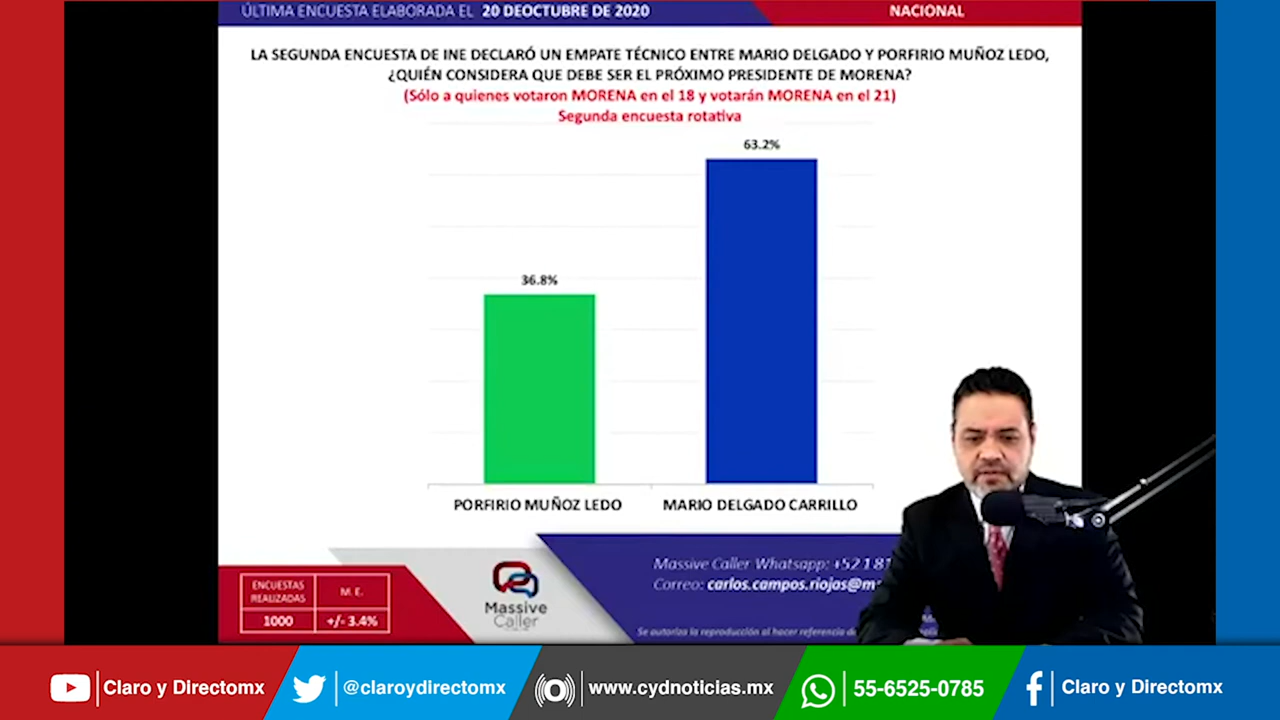 ÚLTIMA ENCUESTA ELABORADA EL 20 DEOCTUBRE DE 2020
NACIONAL
LA SEGUNDA ENCUESTA DE INE DECLARÓ UN EMPATE TÉCNICO ENTRE MARIO DELGADO Y PORFIRIO MUÑOZ LEDO,
¿QUIÉN CONSIDERA QUE DEBE SER EL PRÓXIMO PRESIDENTE DE MORENA?
(Sólo a quienes votaron MORENA en el 18 y votarán MORENA en el 21)
Segunda encuesta rotativa
63.2%
36.8%
PORFIRIO MUÑOZ LEDO
MARIO DELGADO CARRILLO
ENCUESTAS REALIZADAS
M. E.
1000
+/- 3.4%
Massive
Caller
Massive Caller Whatsapp: +52 1 81
Correo: carlos.campos.riojas@m
Se autoriza la reproducción al hacer referencia
Claro y Directomx
@claroydirectomx
www.cydnoticias.mx
55-6525-0785
Claro y Directomx